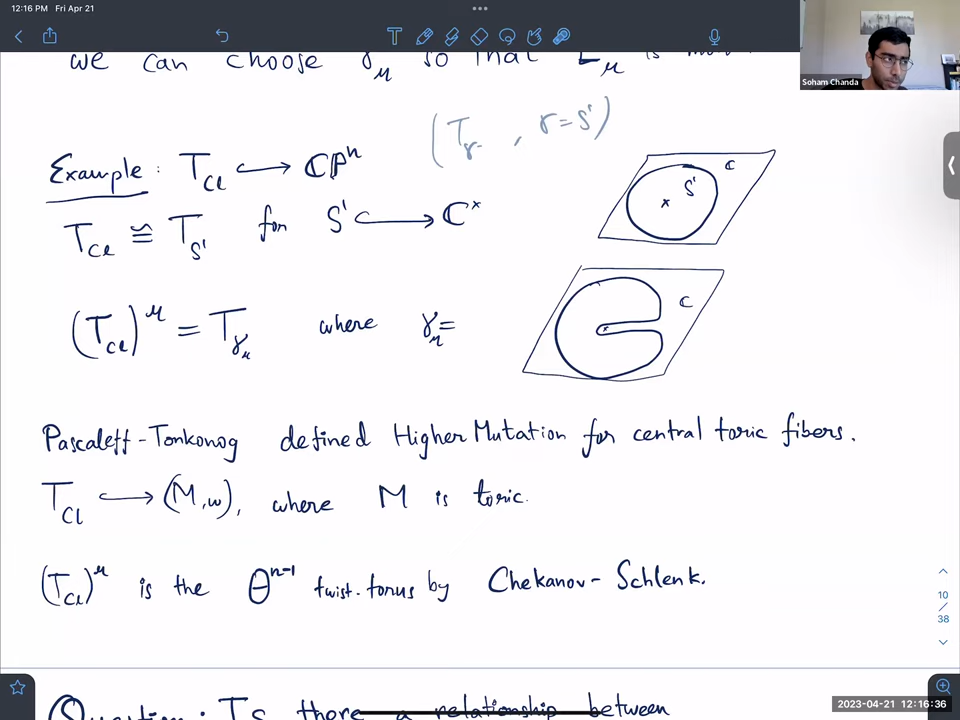 12:16 PM Fri Apr 21
we can choose γ_μ so that L_μ is
Soham Chanda
(T_γ , γ = S¹)
Example : T_Cl ↪ ℂℙⁿ
T_Cl ≅ T_S¹ for S¹ ↪ ℂ^×
S¹
ℂ
×
(T_Cl)^μ = T_γ_μ where γ_μ =
ℂ
×
Pascaleff-Tonkonog defined Higher Mutation for central toric fibers.
T_Cl ↪ (M,ω), where M is toric.
(T_Cl)^μ is the Θ^{n-1} twist-torus by Chekanov-Schlenk.
10
/
38
Question : Is there a relationship between
2023-04-21 12:16:36